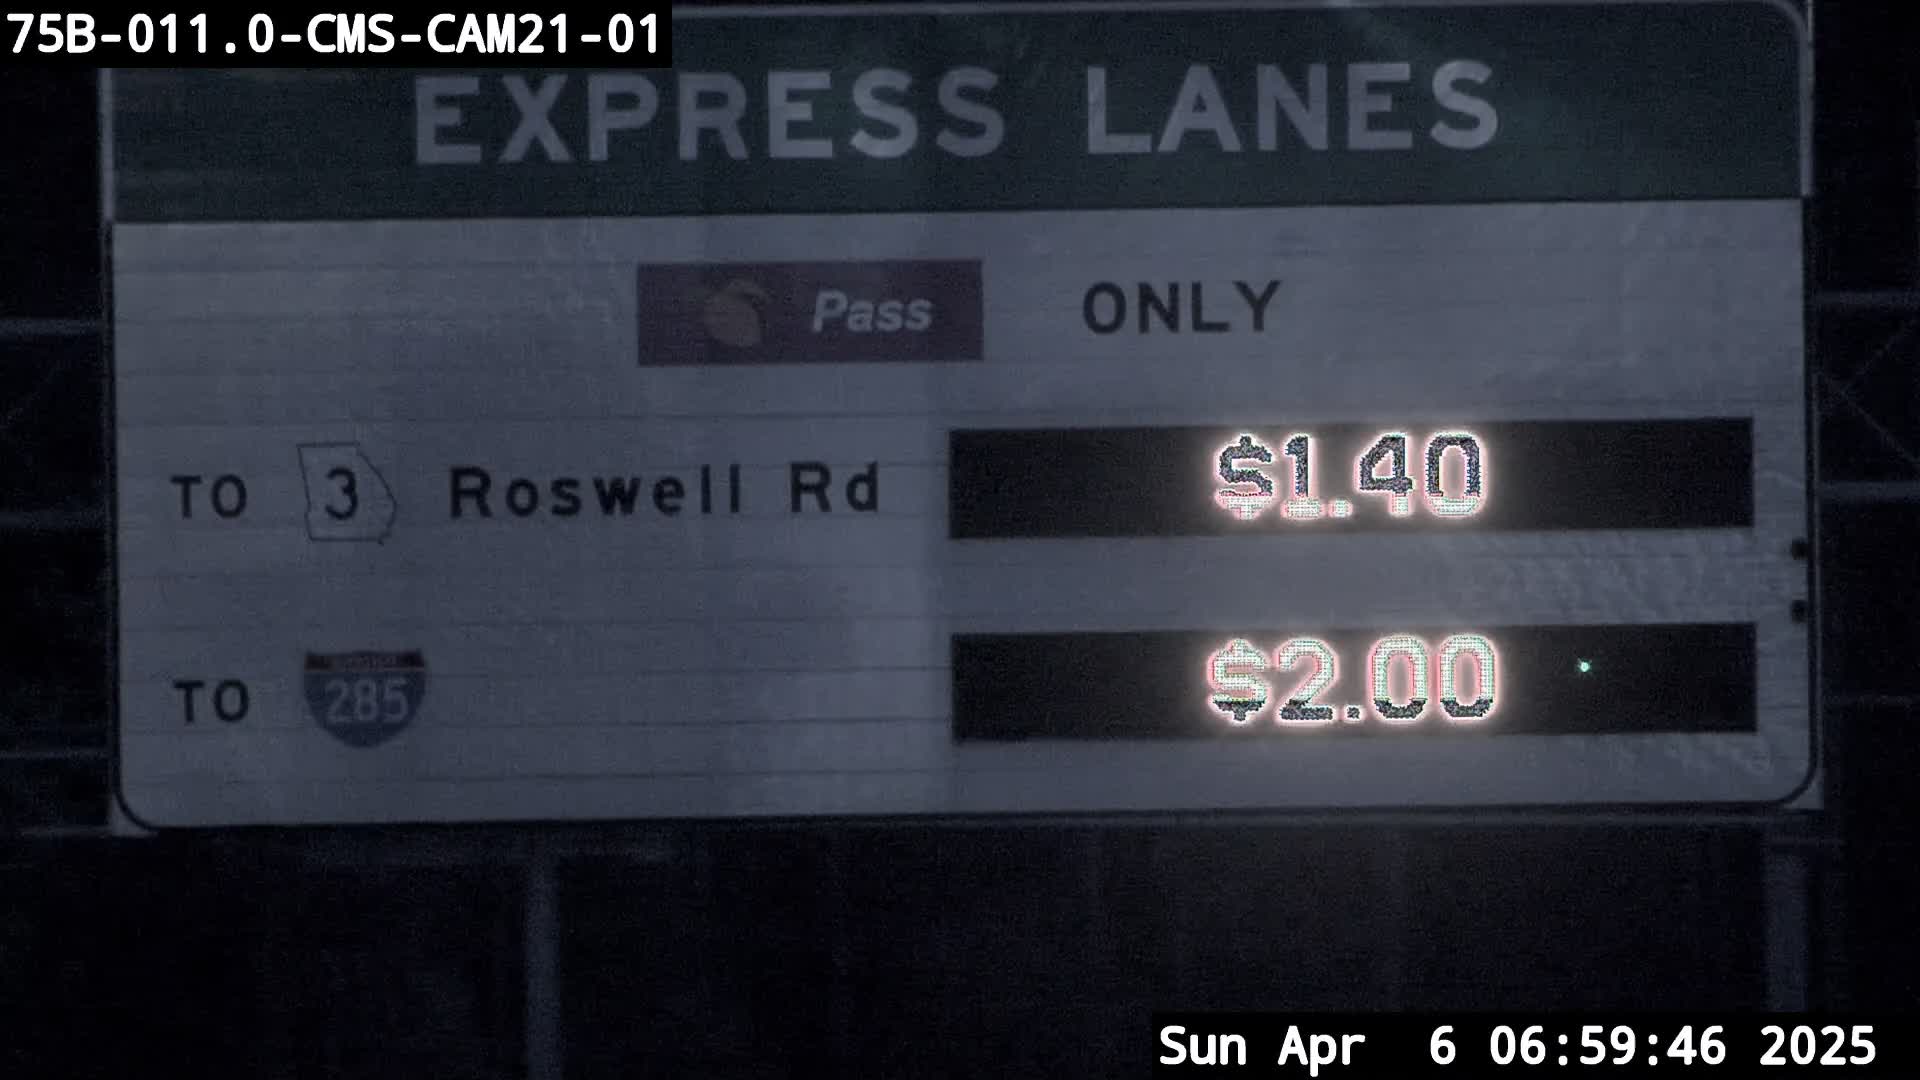 75B-011.0-CMS-CAM21-01
EXPRESS LANES
Pass ONLY
TO 3 Roswell Rd $1.40
TO 285 $2.00
Sun Apr 6 06:59:46 2025